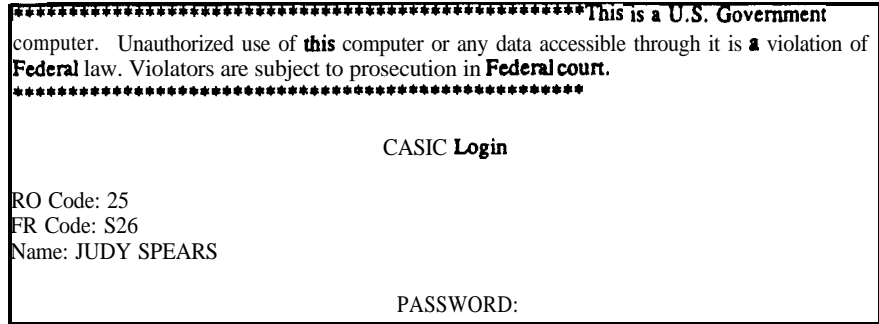 ***************************************************This is a U.S. Government
computer. Unauthorized use of this computer or any data accessible through it is a violation of
Federal law. Violators are subject to prosecution in Federal court.
***************************************************
CASIC Login
RO Code: 25
FR Code: S26
Name: JUDY SPEARS
PASSWORD: